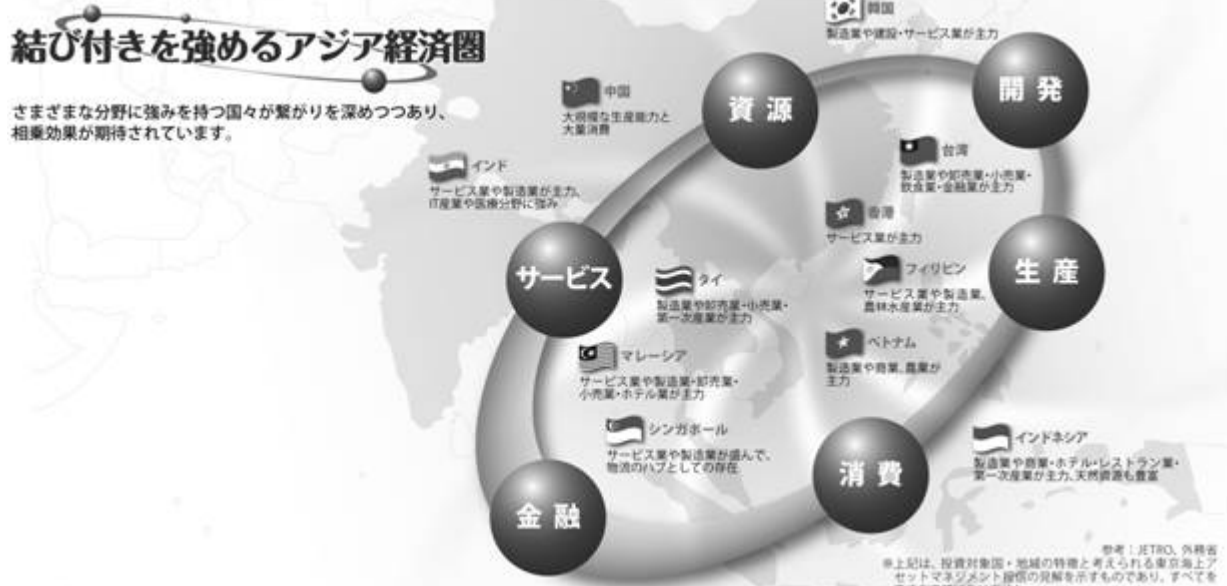 結び付きを強めるアジア経済圏
さまざまな分野に強みを持つ国々が繋がりを深めつつあり、
相乗効果が期待されています。
韓国
製造業や建設・サービス業が主力
資源
開発
中国
大規模な生産能力と
大量消費
台湾
製造業や卸売業・小売業・
飲食業・金融業が主力
インド
サービス業や製造業が主力、
IT産業や医療分野に強み
香港
サービス業が主力
サービス
タイ
製造業や卸売業・小売業・
第一次産業が主力
フィリピン
サービス業や製造業、
農林水産業が主力
生産
マレーシア
サービス業や製造業・卸売業・
小売業・ホテル業が主力
ベトナム
製造業や商業、農業が
主力
シンガポール
サービス業や製造業が盛んで、
物流のハブとしての存在
インドネシア
製造業や商業・ホテル・レストラン業・
第一次産業が主力、天然資源も豊富
消費
金融
参考：JETRO、外務省
※上記は、投資対象国・地域の特徴と考えられる東京海上ア
セットマネジメント投信の見解を示すものであり、すべてを